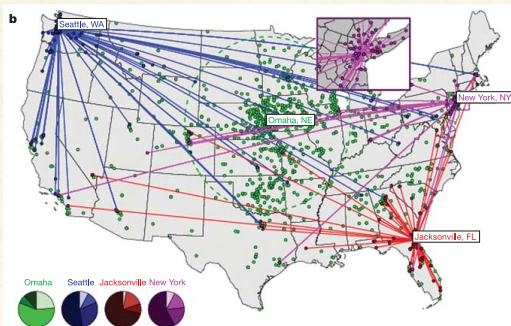 b
Seattle, WA
New York, NY
Omaha, NE
Jacksonville, FL
Omaha Seattle Jacksonville New York